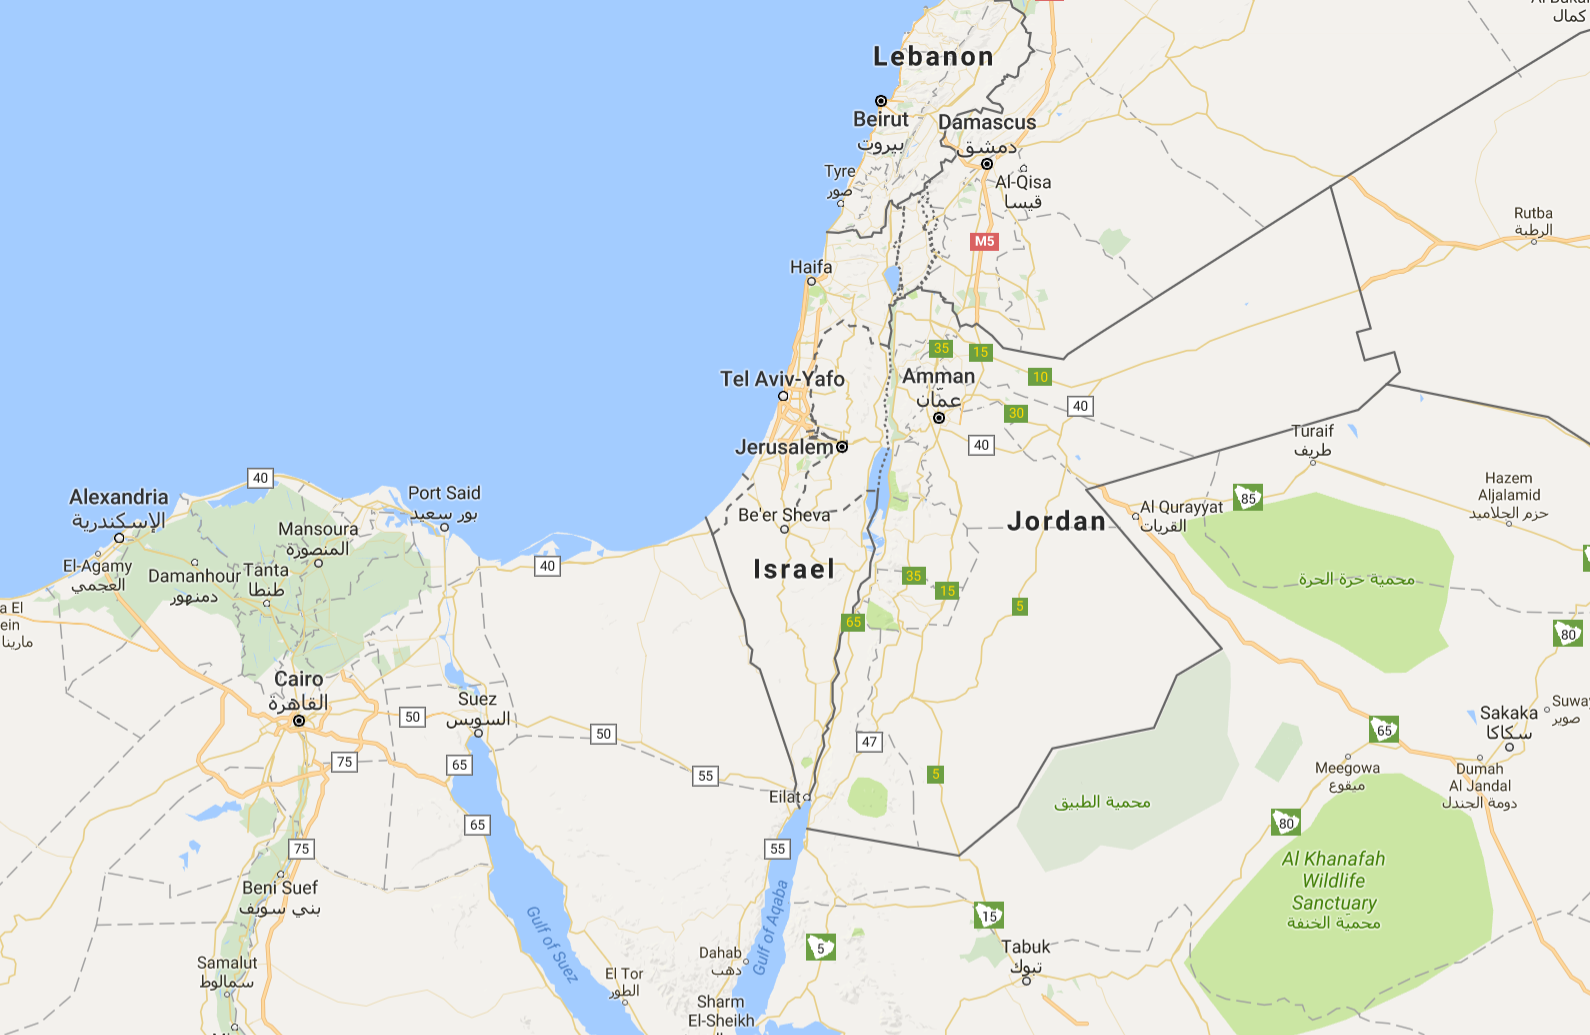 كمال
Lebanon
Beirut
بيروت
Damascus
دمشق
Tyre
صور
Al-Qisa
قيسا
M5
Rutba
الرطبة
Haifa
35
15
10
Tel Aviv-Yafo
Amman
عمّان
40
30
Jerusalem
40
Turaif
طريف
40
Alexandria
الإسكندرية
Port Said
بور سعيد
Mansoura
المنصورة
Be'er Sheva
Jordan
Al Qurayyat
القريات
85
Hazem
Aljalamid
حزم الجلاميد
El-Agamy
العجمي
Damanhour
دمنهور
Tanta
طنطا
40
Israel
35
15
5
محمية حرة الحرة
a El
ein
مارينا
65
80
Cairo
القاهرة
Suez
السويس
50
50
47
65
Sakaka
سكاكا
Suwa
صوير
75
65
55
5
Meegowa
ميقوع
Dumah
Al Jandal
دومة الجندل
Eilat
محمية الطبيق
65
80
75
55
Al Khanafah
Wildlife
Sanctuary
محمية الخنفة
Beni Suef
بني سويف
Gulf of Suez
Gulf of Aqaba
15
5
Tabuk
تبوك
Samalut
سمالوط
Dahab
دهب
El Tor
الطور
Sharm
El-Sheikh